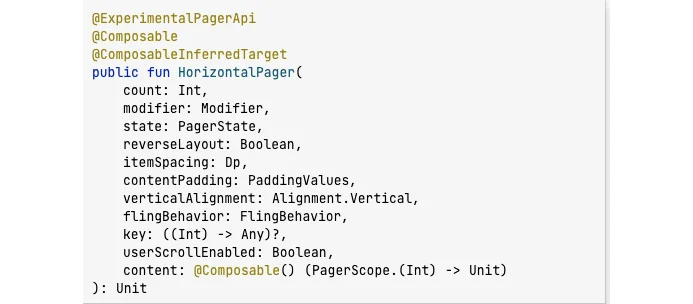 @ExperimentalPagerApi
@Composable
@ComposableInferredTarget
public fun HorizontalPager(
    count: Int,
    modifier: Modifier,
    state: PagerState,
    reverseLayout: Boolean,
    itemSpacing: Dp,
    contentPadding: PaddingValues,
    verticalAlignment: Alignment.Vertical,
    flingBehavior: FlingBehavior,
    key: ((Int) -> Any)?,
    userScrollEnabled: Boolean,
    content: @Composable() (PagerScope.(Int) -> Unit)
): Unit